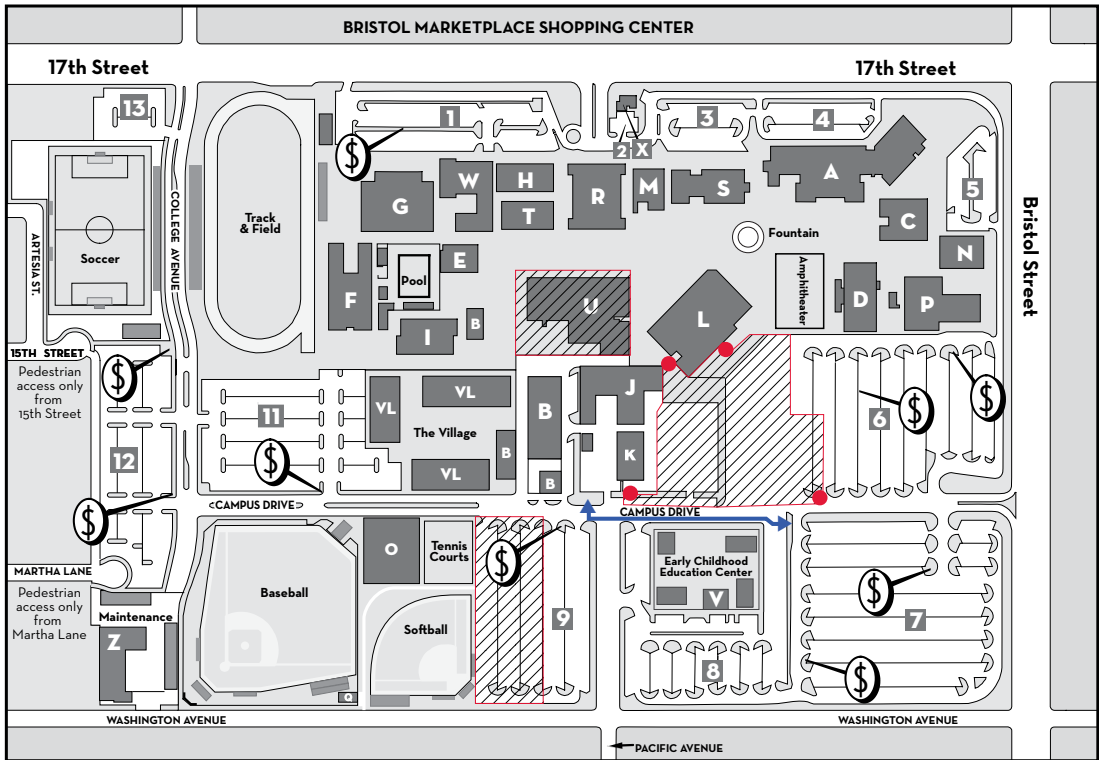 BRISTOL MARKETPLACE SHOPPING CENTER
17th Street
17th Street
13
1
2
X
3
4
5
$
Soccer
COLLEGE AVENUE
ARTESIA ST.
Track
& Field
G
W
H
T
R
M
S
A
C
N
Bristol Street
Fountain
Amphitheater
D
P
F
Pool
E
I
B
U
L
15TH STREET
Pedestrian
access only
from
15th Street
$
12
$
11
$
VL
VL
The Village
VL
B
B
B
J
K
6
$
$
CAMPUS DRIVE
CAMPUS DRIVE
MARTHA LANE
Pedestrian
access only
from
Martha Lane
Maintenance
Z
Baseball
O
Tennis
Courts
Softball
Q
$
9
Early Childhood
Education Center
V
8
$
7
$
WASHINGTON AVENUE
WASHINGTON AVENUE
PACIFIC AVENUE